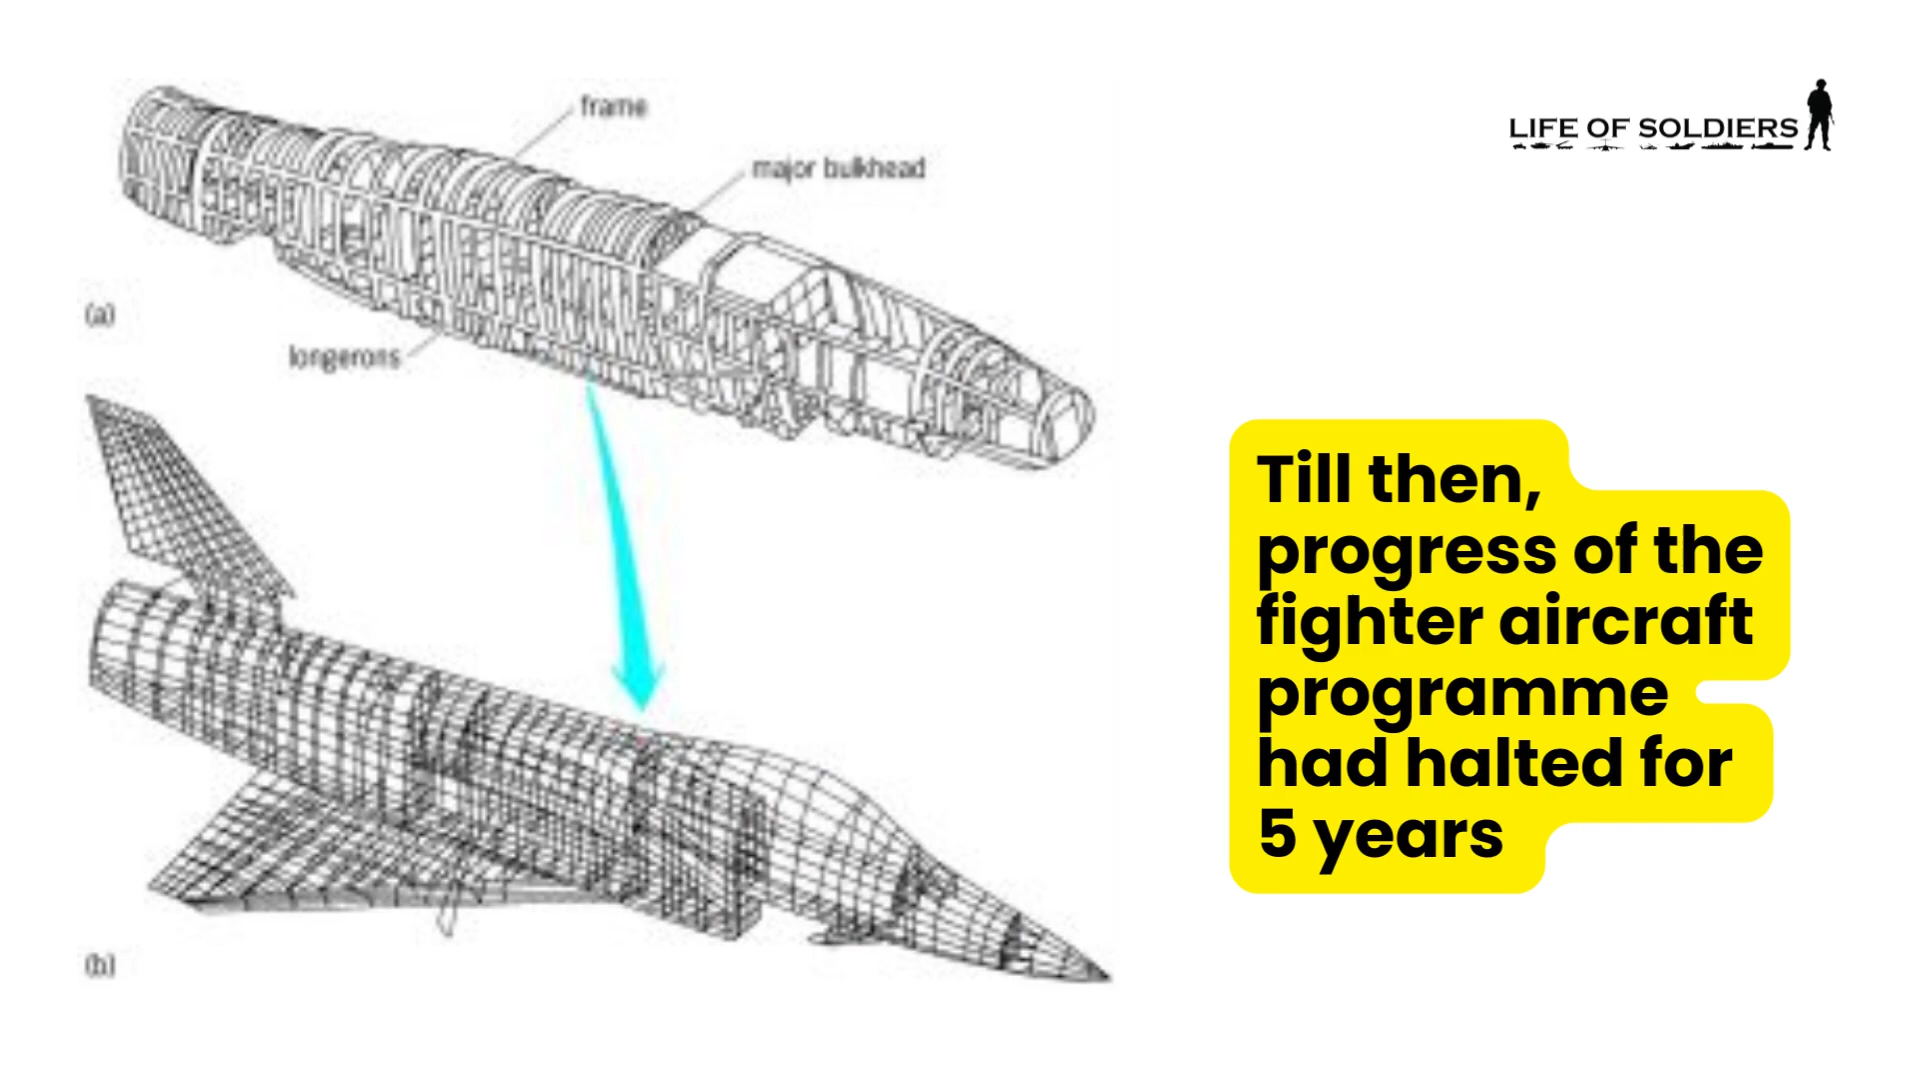 frame
major bulkhead
(a)
longerons
(b)
LIFE OF SOLDIERS
Till then,
progress of the
fighter aircraft
programme
had halted for
5 years